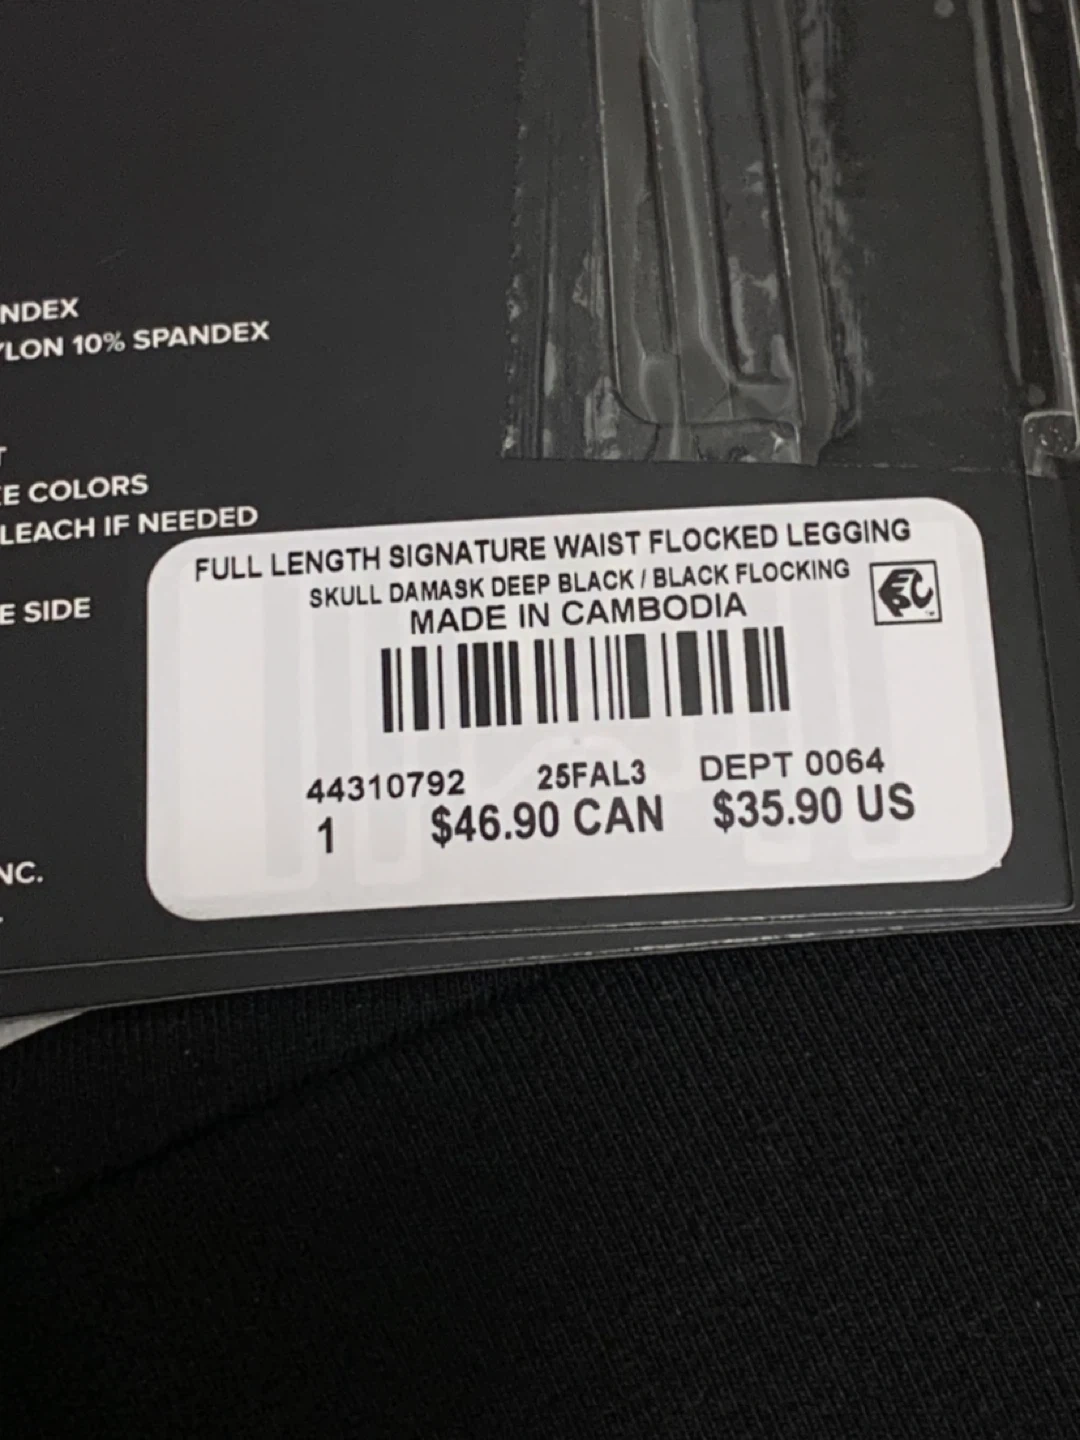 NDEX
LON 10% SPANDEX
E COLORS
LEACH IF NEEDED
E SIDE
NC.
FULL LENGTH SIGNATURE WAIST FLOCKED LEGGING
SKULL DAMASK DEEP BLACK / BLACK FLOCKING
MADE IN CAMBODIA
44310792 25FAL3 DEPT 0064
1 $46.90 CAN $35.90 US